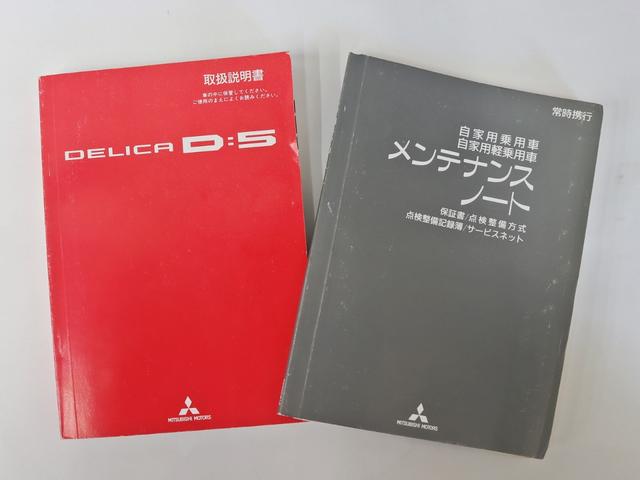 取扱説明書
車の中に保管してください。
ご使用のまえによくお読みください。
DELICA D:5
MITSUBISHI MOTORS
常時携行
自家用乗用車
自家用軽乗用車
メンテナンス
ノート
保証書/点検整備方式
点検整備記録簿/サービスネット
MITSUBISHI MOTORS